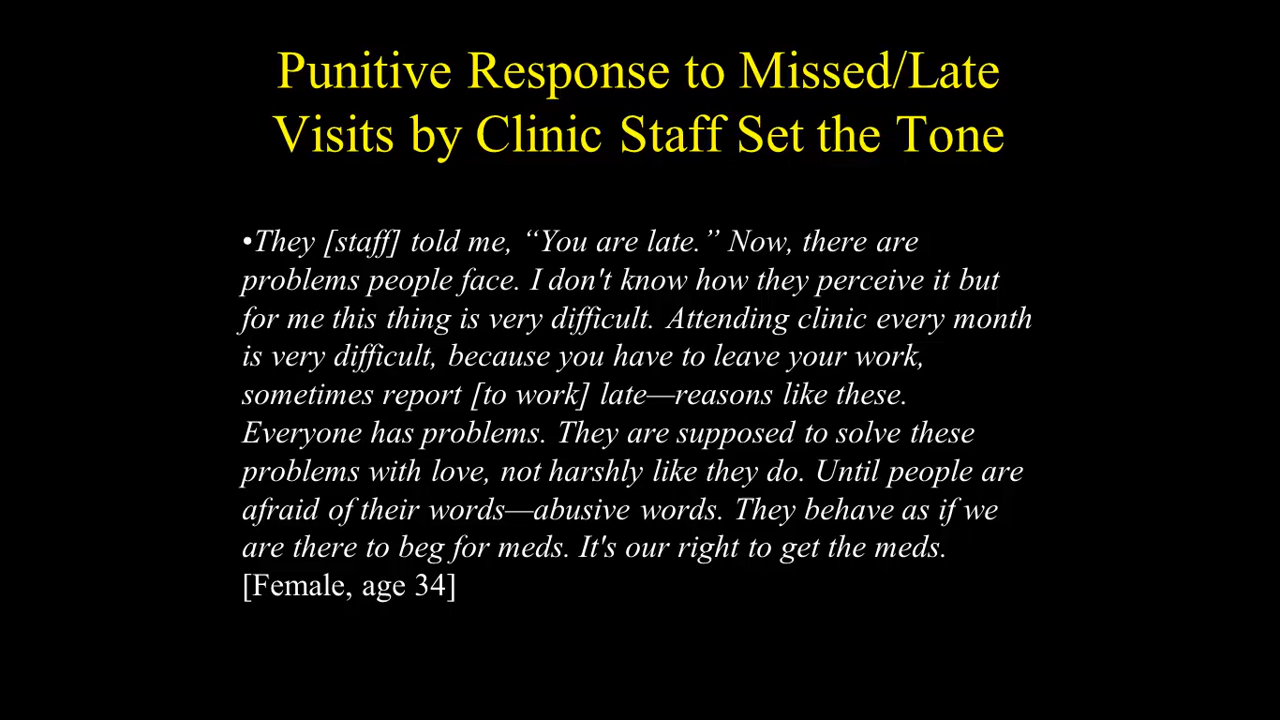 Punitive Response to Missed/Late
Visits by Clinic Staff Set the Tone
•They [staff] told me, “You are late.” Now, there are
problems people face. I don't know how they perceive it but
for me this thing is very difficult. Attending clinic every month
is very difficult, because you have to leave your work,
sometimes report [to work] late—reasons like these.
Everyone has problems. They are supposed to solve these
problems with love, not harshly like they do. Until people are
afraid of their words—abusive words. They behave as if we
are there to beg for meds. It's our right to get the meds.
[Female, age 34]